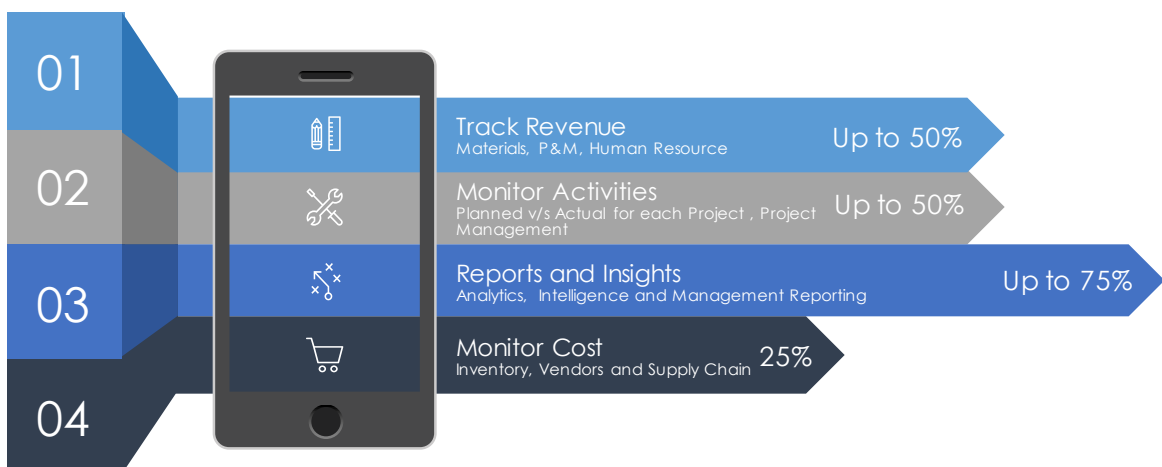 01
Track Revenue
Materials, P&M, Human Resource
Up to 50%
02
Monitor Activities
Planned v/s Actual for each Project , Project
Management
Up to 50%
03
Reports and Insights
Analytics, Intelligence and Management Reporting
Up to 75%
04
Monitor Cost
Inventory, Vendors and Supply Chain
25%